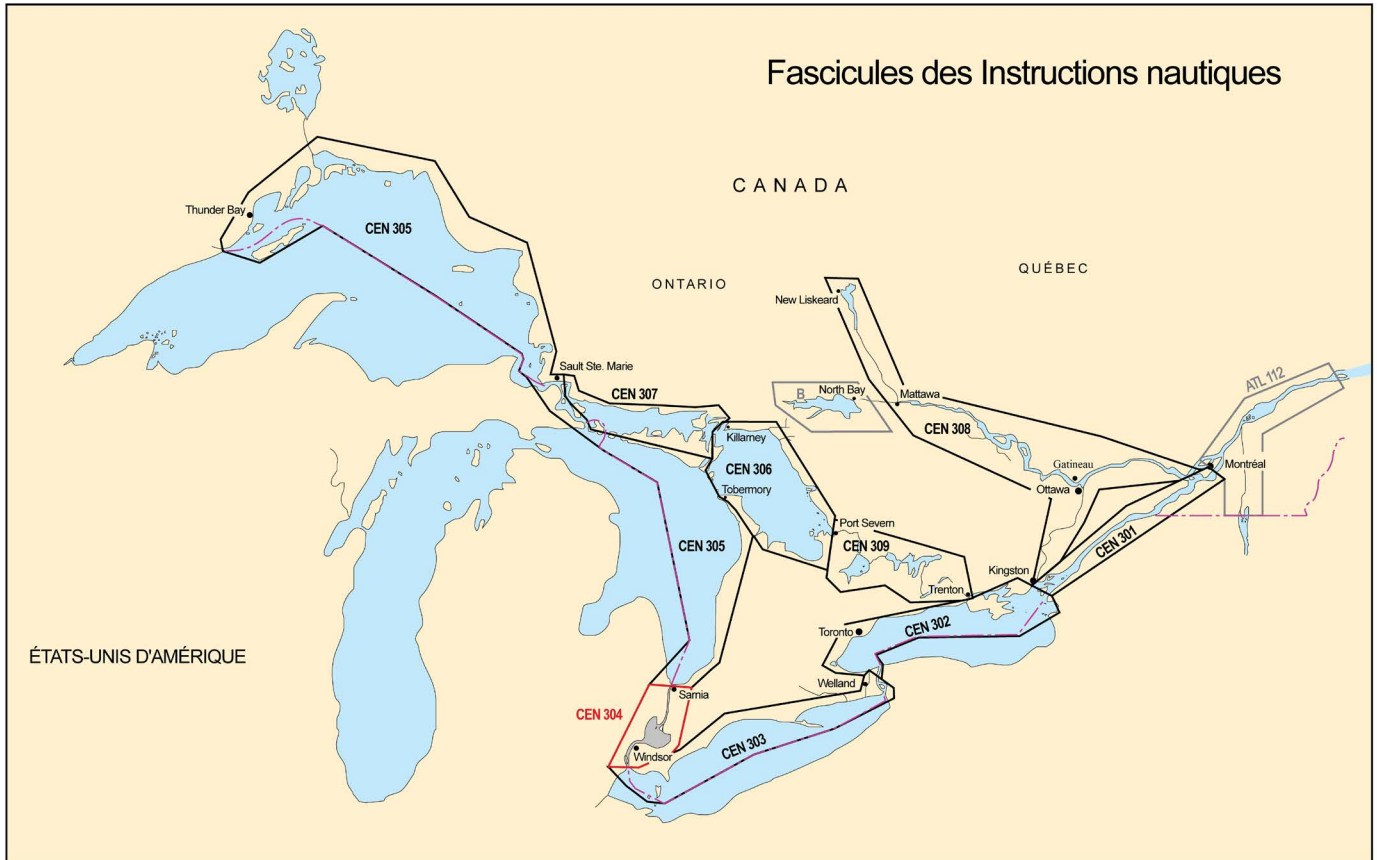 Fascicules des Instructions nautiques
CANADA
Thunder Bay
CEN 305
QUÉBEC
ONTARIO
New Liskeard
Sault Ste. Marie
ATL 112
CEN 307
B
North Bay
Mattawa
Killarney
CEN 308
CEN 306
Gatineau
Montréal
Tobermory
Ottawa
Port Severn
CEN 305
CEN 309
CEN 301
Kingston
Trenton
Toronto
CEN 302
ÉTATS-UNIS D'AMÉRIQUE
Welland
Sarnia
CEN 304
CEN 303
Windsor